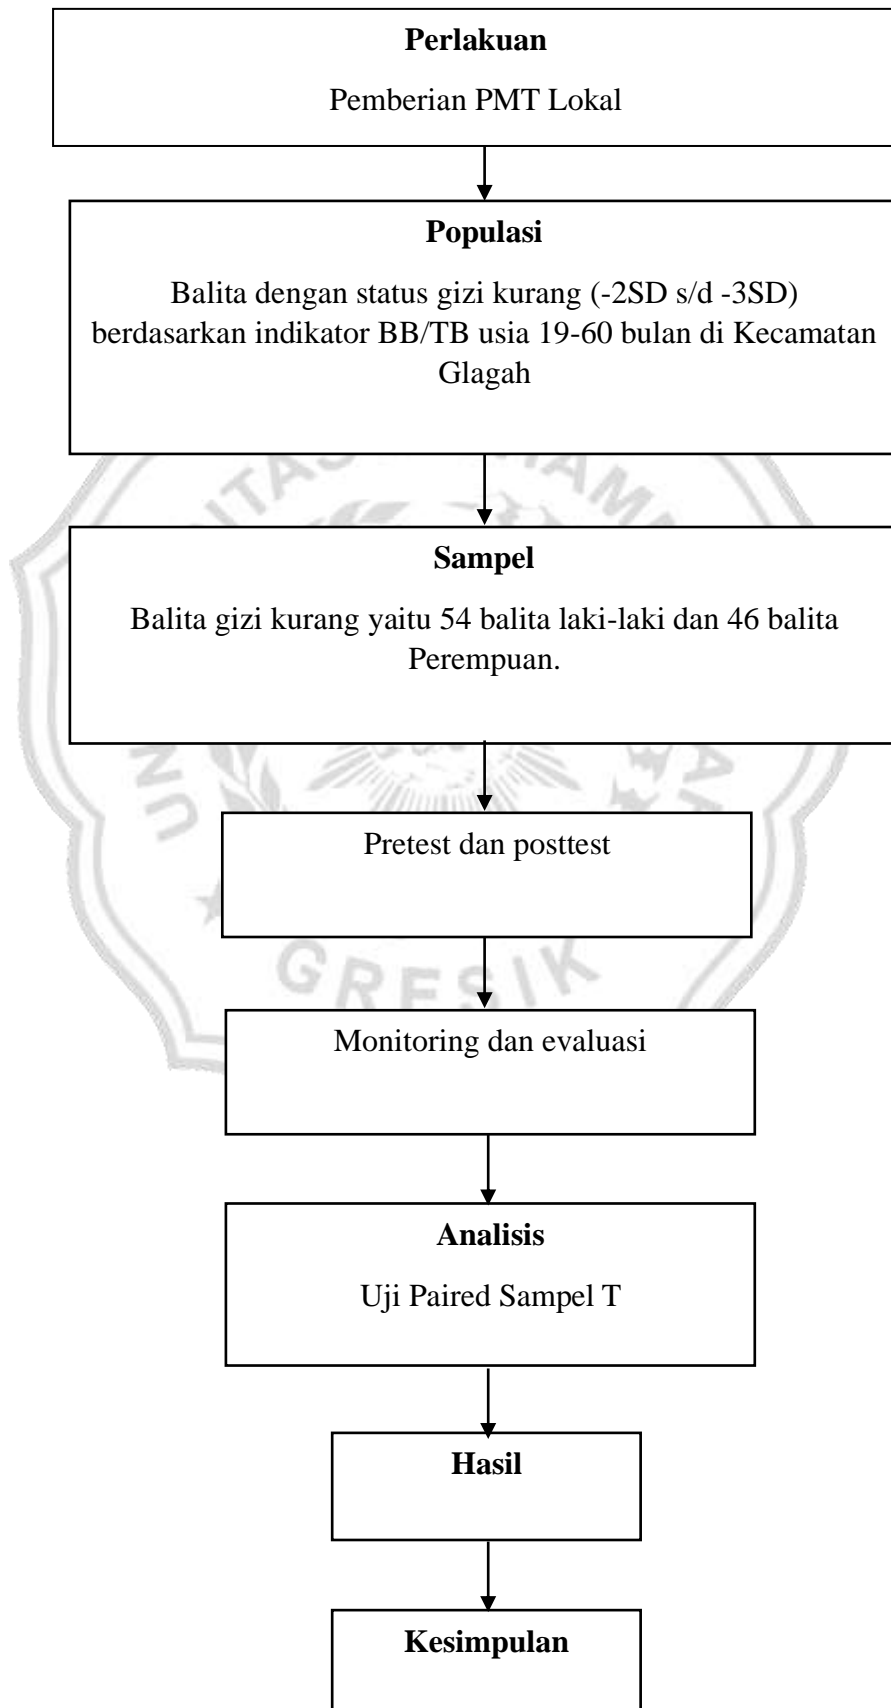 Perlakuan
Pemberian PMT Lokal
Populasi
Balita dengan status gizi kurang (-2SD s/d -3SD)
berdasarkan indikator BB/TB usia 19-60 bulan di Kecamatan
Glagah
Sampel
Balita gizi kurang yaitu 54 balita laki-laki dan 46 balita
Perempuan.
Pretest dan posttest
GRESIK
Monitoring dan evaluasi
Analisis
Uji Paired Sampel T
Hasil
Kesimpulan